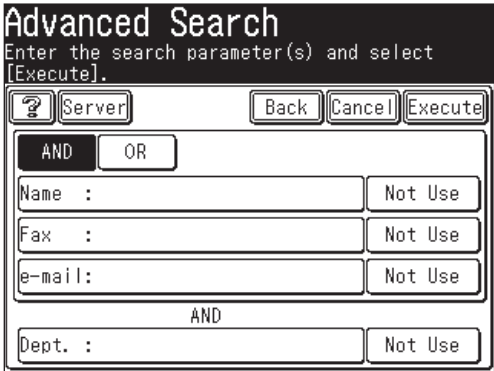 Advanced Search
Enter the search parameter(s) and select
[Execute].
? Server Back Cancel Execute
AND OR
Name : Not Use
Fax : Not Use
e-mail: Not Use
AND
Dept. : Not Use